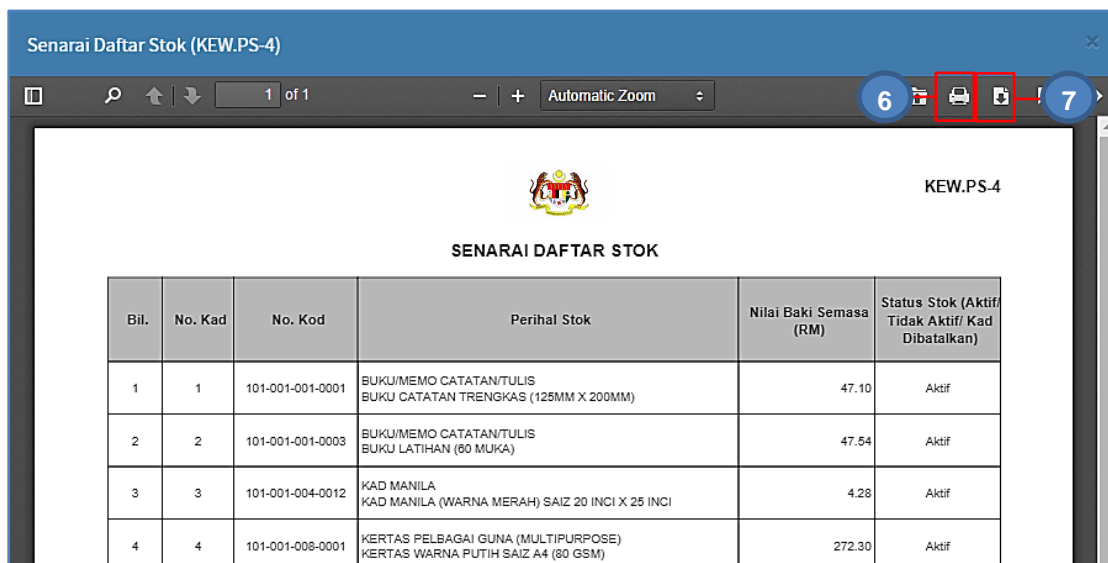 Senarai Daftar Stok (KEW.PS-4)
1 of 1
Automatic Zoom
6
7
KEW.PS-4
SENARAI DAFTAR STOK
Bil.
No. Kad
No. Kod
Perihal Stok
Nilai Baki Semasa
(RM)
Status Stok (Aktif/
Tidak Aktif/ Kad
Dibatalkan)
1
1
101-001-001-0001
BUKU/MEMO CATATAN/TULIS
BUKU CATATAN TRENGKAS (125MM X 200MM)
47.10
Aktif
2
2
101-001-001-0003
BUKU/MEMO CATATAN/TULIS
BUKU LATIHAN (60 MUKA)
47.54
Aktif
3
3
101-001-004-0012
KAD MANILA
KAD MANILA (WARNA MERAH) SAIZ 20 INCI X 25 INCI
4.28
Aktif
4
4
101-001-008-0001
KERTAS PELBAGAI GUNA (MULTIPURPOSE)
KERTAS WARNA PUTIH SAIZ A4 (80 GSM)
272.30
Aktif